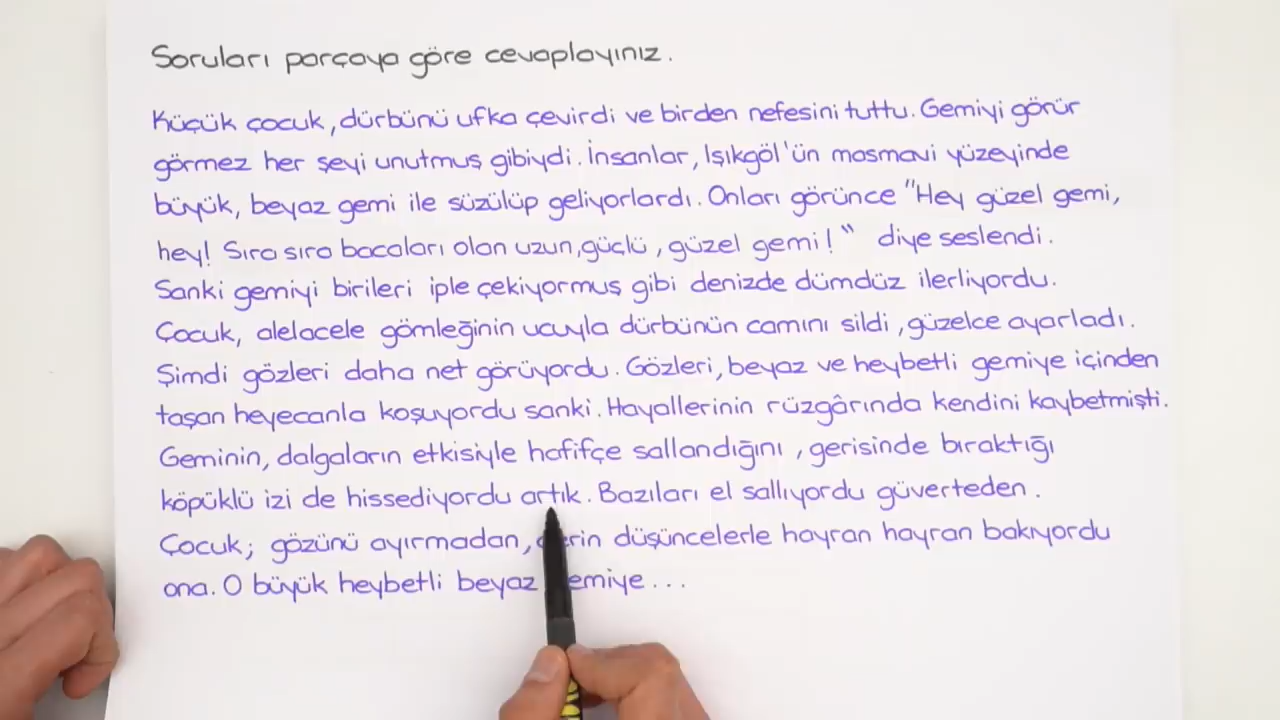 Soruları parçaya göre cevaplayınız.
Küçük çocuk, dürbünü ufka çevirdi ve birden nefesini tuttu. Gemiyi görür
görmez her şeyi unutmuş gibiydi. İnsanlar, Işıkgöl'ün masmavi yüzeyinde
büyük, beyaz gemi ile süzülüp geliyorlardı. Onları görünce "Hey güzel gemi,
hey! Sıra sıra bacaları olan uzun, güçlü, güzel gemi!" diye seslendi.
Sanki gemiyi birileri iple çekiyormuş gibi denizde dümdüz ilerliyordu.
Çocuk, alelacele gömleğinin ucuyla dürbünün camını sildi, güzelce ayarladı.
Şimdi gözleri daha net görüyordu. Gözleri, beyaz ve heybetli gemiye içinden
taşan heyecanla koşuyordu sanki. Hayallerinin rüzgârında kendini kaybetmişti.
Geminin, dalgaların etkisiyle hafifçe sallandığını, gerisinde bıraktığı
köpüklü izi de hissediyordu artık. Bazıları el sallıyordu güverteden.
Çocuk; gözünü ayırmadan, düşüncelerle hayran hayran bakıyordu
ona. O büyük heybetli beyaz